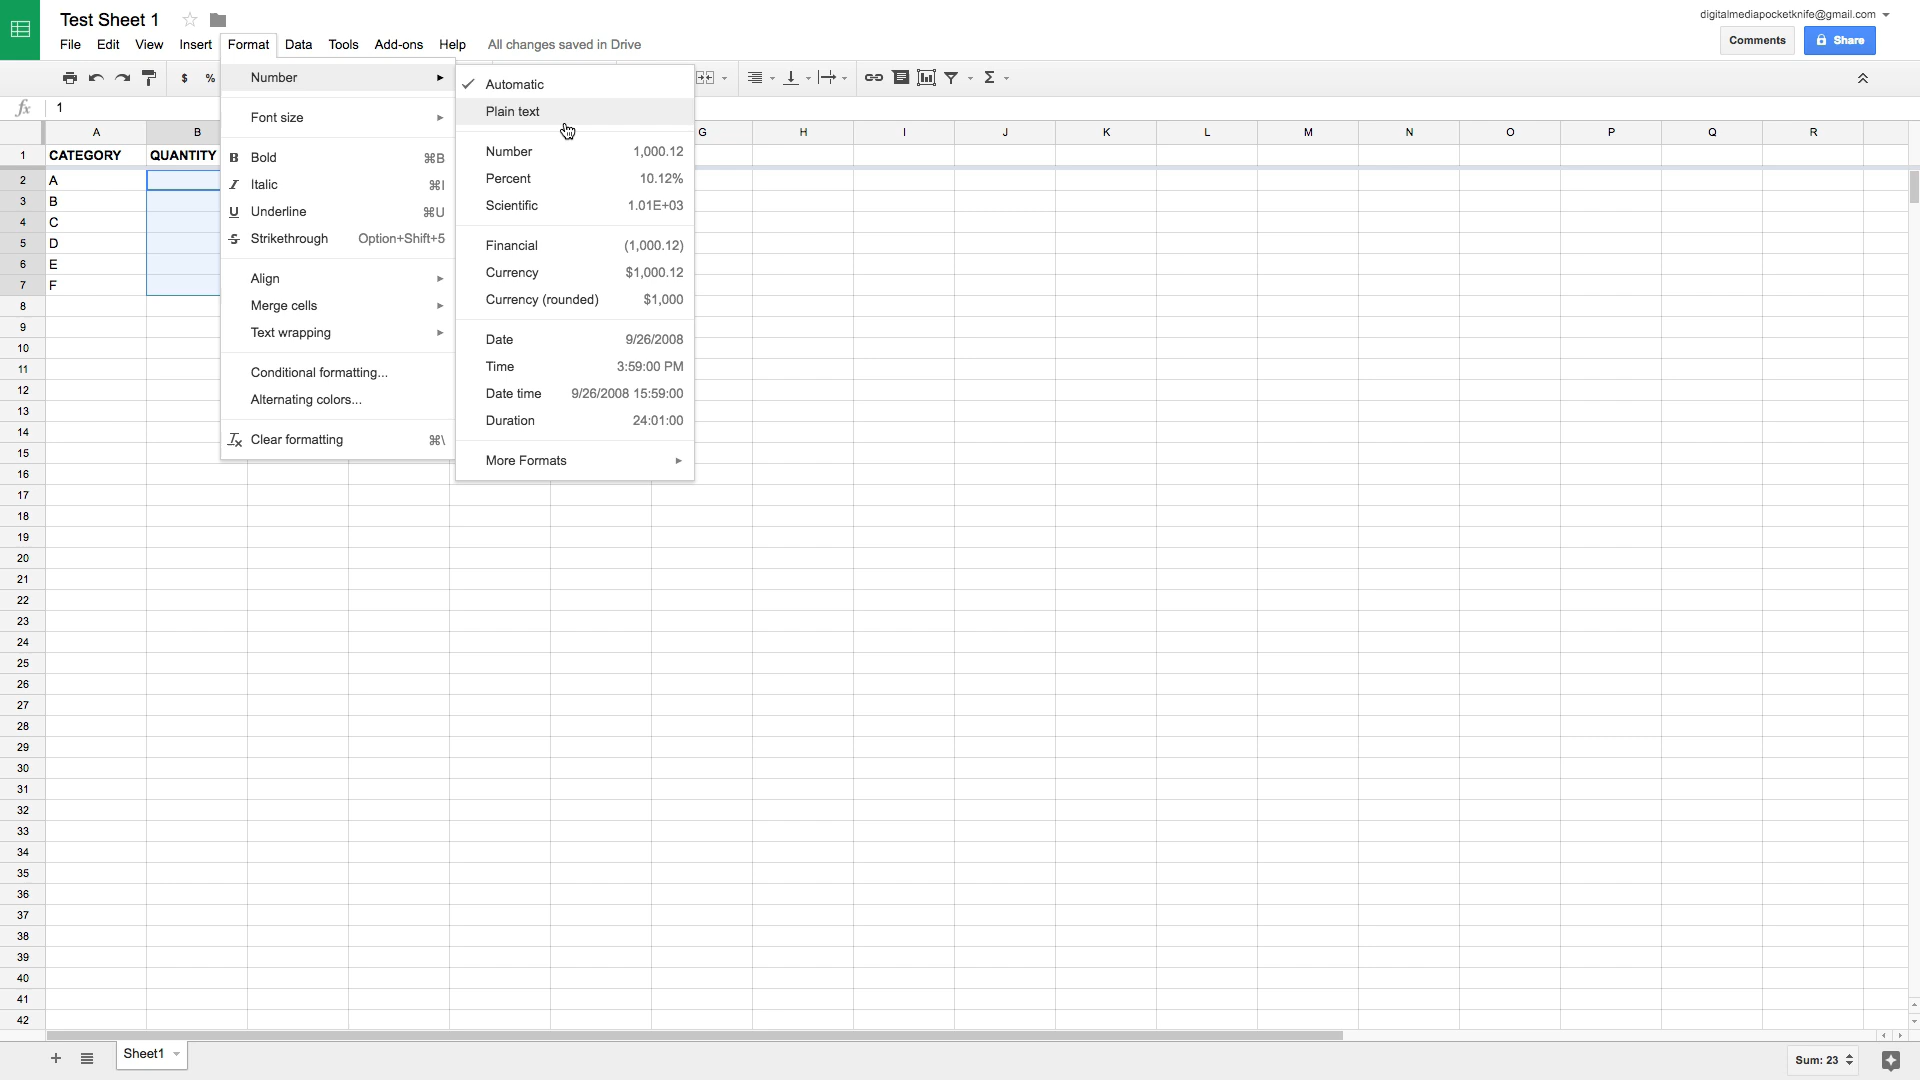 Test Sheet 1
digitalmediapocketknife@gmail.com
File Edit View Insert Format Data Tools Add-ons Help All changes saved in Drive
Comments Share
$ %
fx 1
A B G H I J K L M N O P Q R
1 CATEGORY QUANTITY
2 A
3 B
4 C
5 D
6 E
7 F
8
9
10
11
12
13
14
15
16
17
18
19
20
21
22
23
24
25
26
27
28
29
30
31
32
33
34
35
36
37
38
39
40
41
42
Number
Font size
B Bold ⌘B
I Italic ⌘I
U Underline ⌘U
S Strikethrough Option+Shift+5
Align
Merge cells
Text wrapping
Conditional formatting...
Alternating colors...
Clear formatting ⌘\
Automatic
Plain text
Number 1,000.12
Percent 10.12%
Scientific 1.01E+03
Financial (1,000.12)
Currency $1,000.12
Currency (rounded) $1,000
Date 9/26/2008
Time 3:59:00 PM
Date time 9/26/2008 15:59:00
Duration 24:01:00
More Formats
Sheet1
Sum: 23